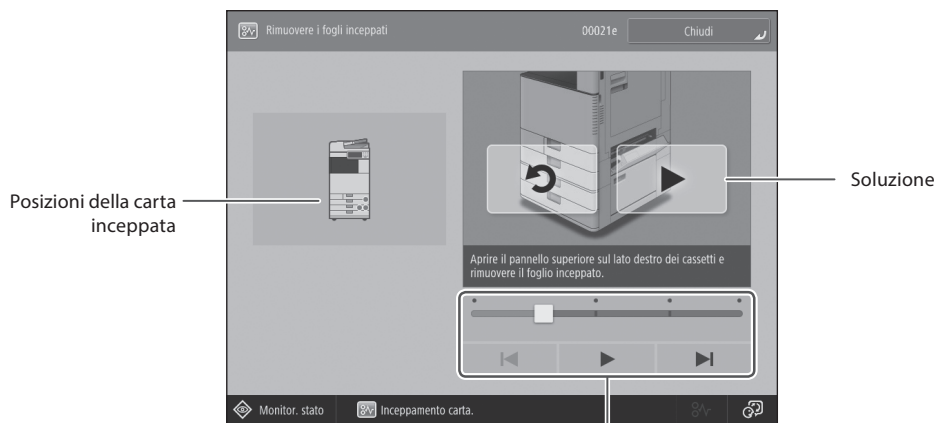 Rimuovere i fogli inceppati
00021e
Chiudi
Posizioni della carta
inceppata
Soluzione
Aprire il pannello superiore sul lato destro dei cassetti e
rimuovere il foglio inceppato.
Monitor. stato
Inceppamento carta.